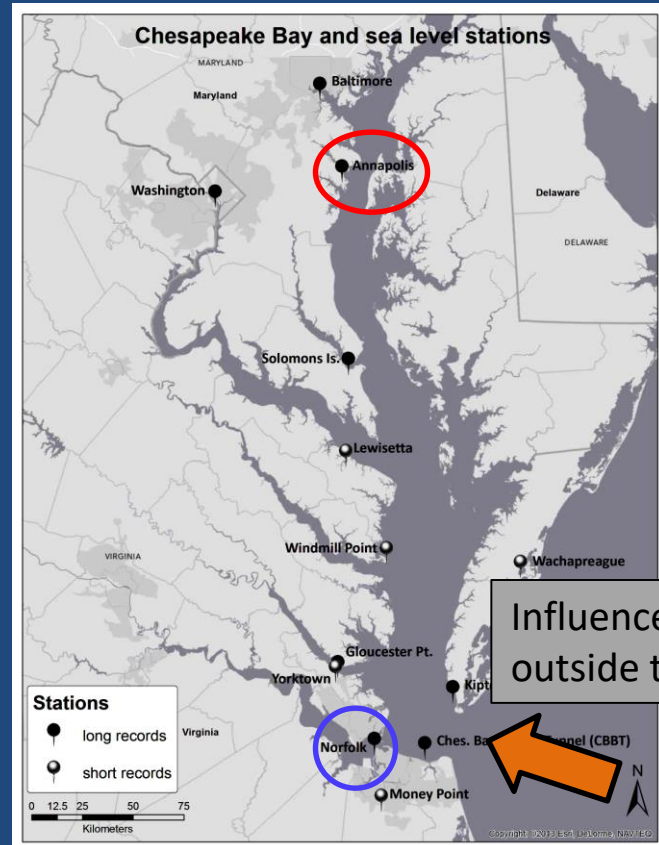 Chesapeake Bay and sea level stations
MARYLAND
Baltimore
Maryland
Annapolis
Washington
Delaware
DELAWARE
Solomons Is.
Lewisetta
Windmill Point
VIRGINIA
Wachapreague
Influence
outside t
Gloucester Pt.
Yorktown
Kipt
Stations
long records
short records
Virginia
Norfolk
Ches. Ba
nnel (CBBT)
Money Point
N
0 12.5 25 50 75
Kilometers
Copyright: ©2013 Esri, DeLorme, NAVTEQ